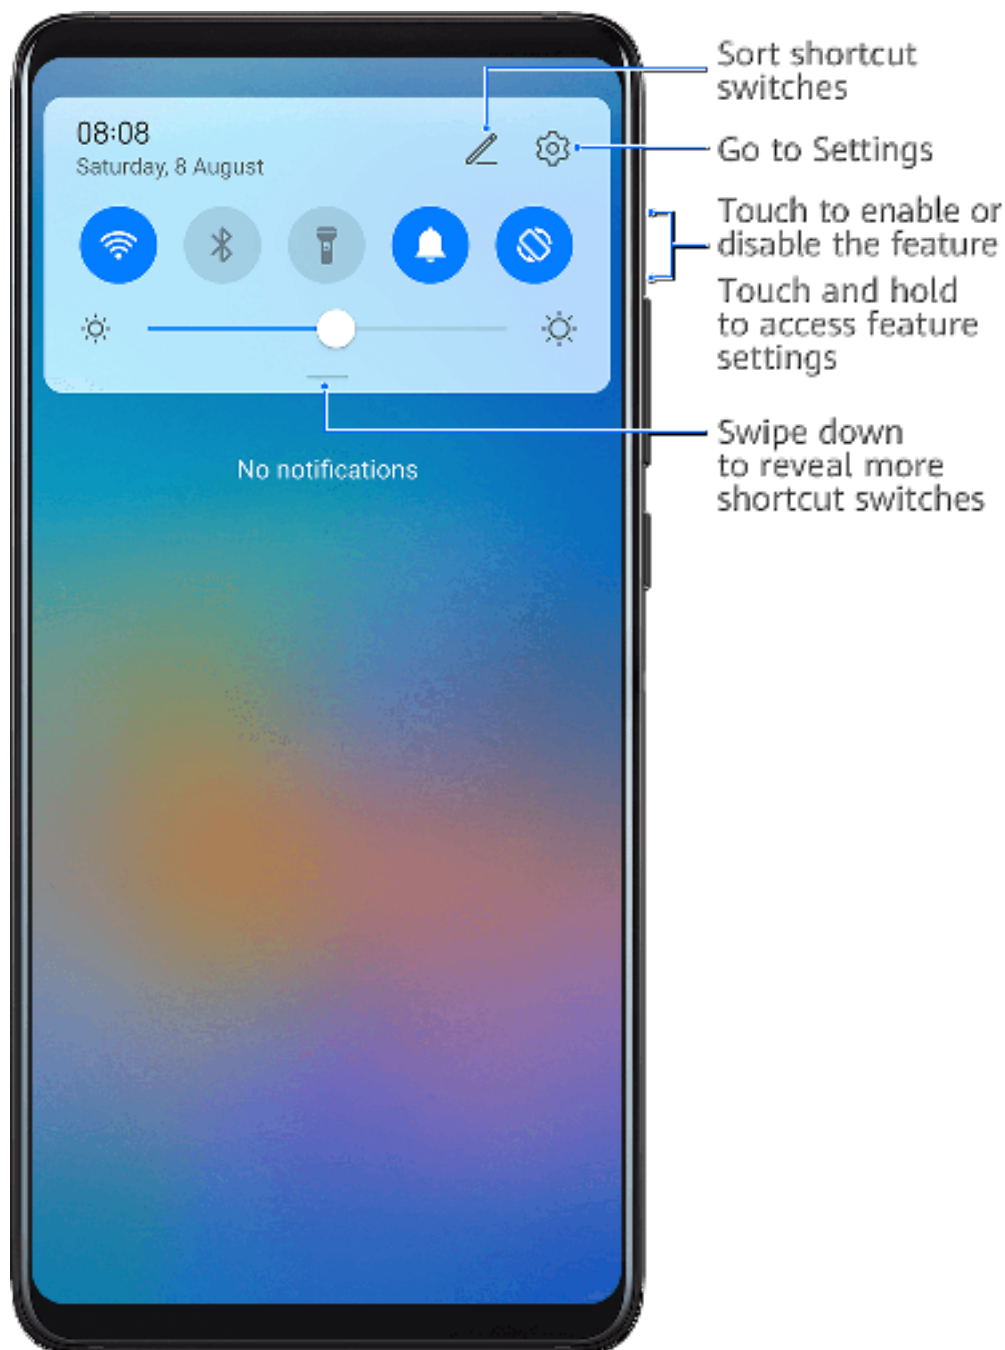 Sort shortcut
switches
08:08
Saturday, 8 August
Go to Settings
Touch to enable or
disable the feature
Touch and hold
to access feature
settings
Swipe down
to reveal more
shortcut switches
No notifications